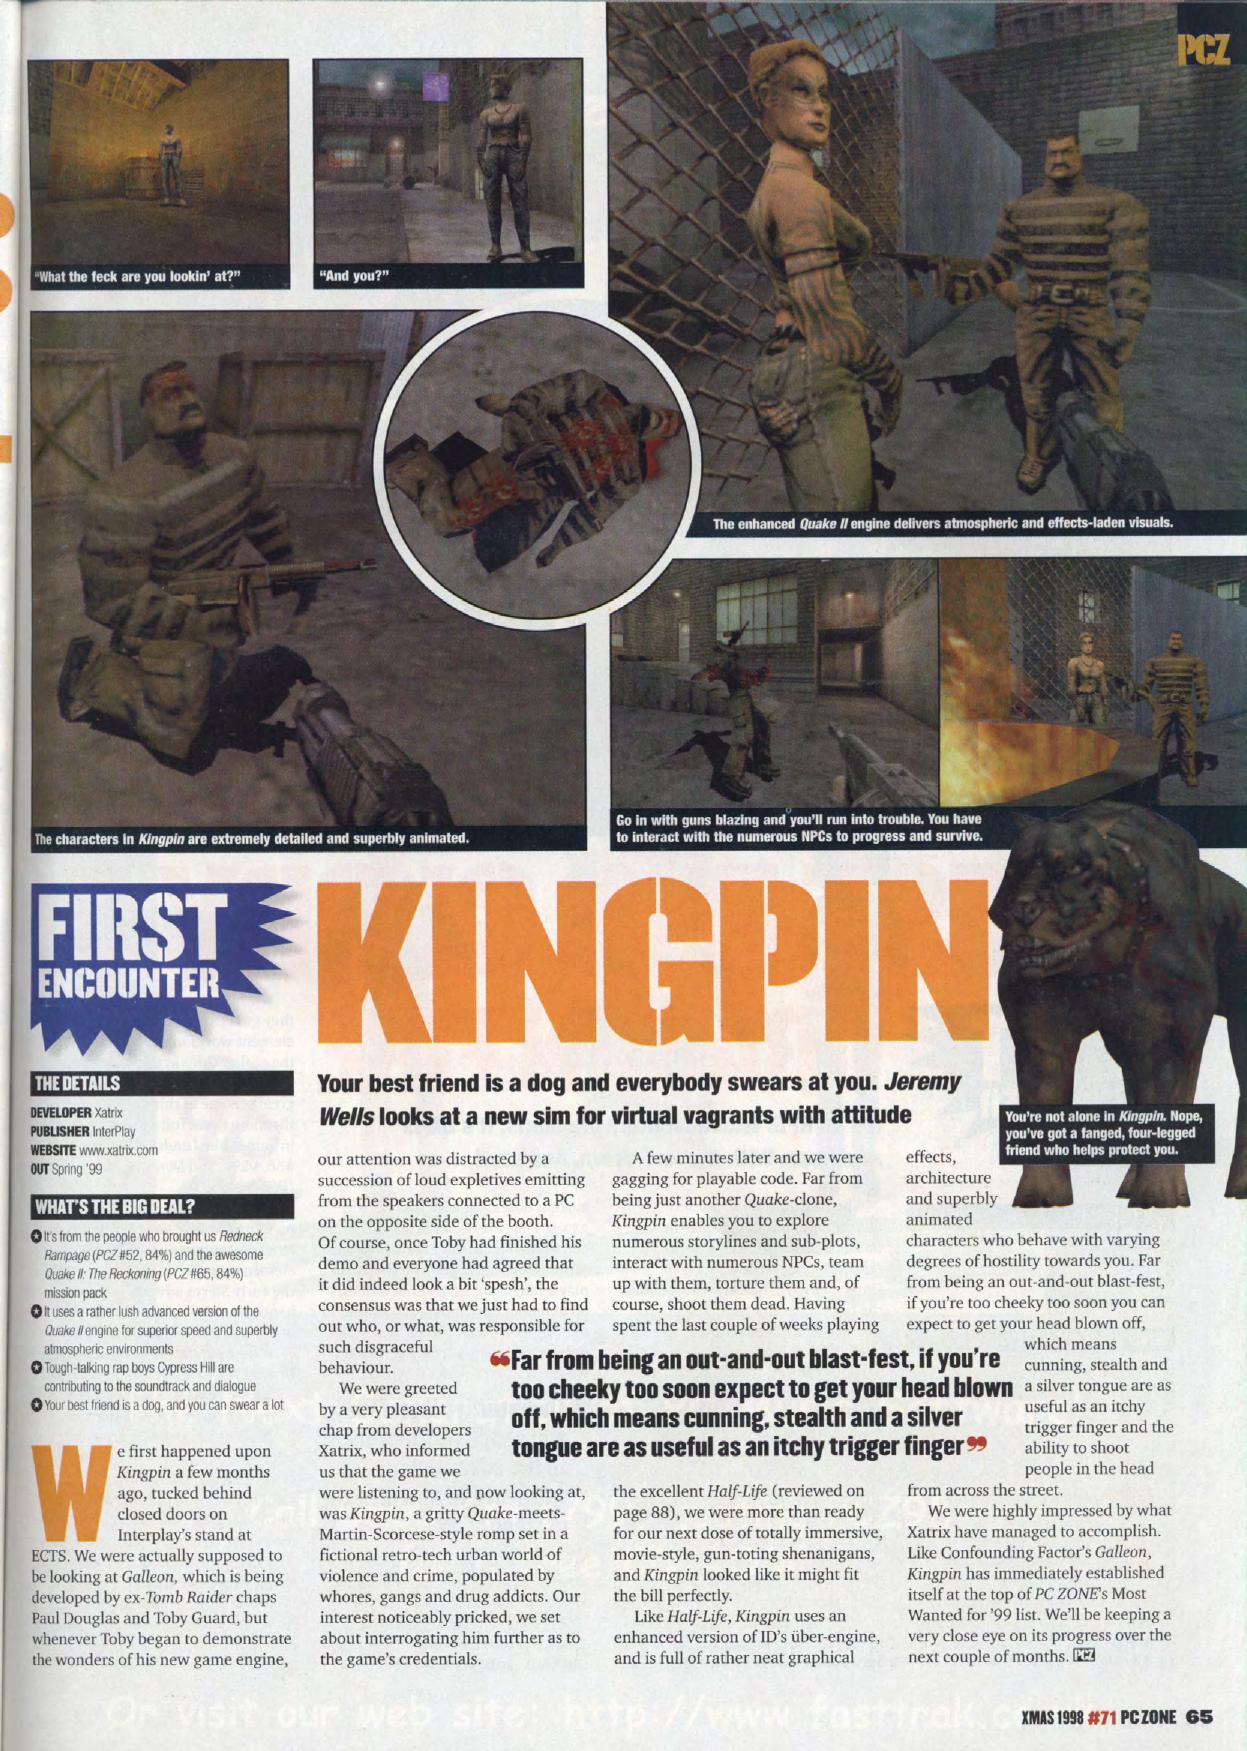 PCZ
"What the feck are you lookin' at?"
"And you?"
The enhanced Quake II engine delivers atmospheric and effects-laden visuals.
The characters in Kingpin are extremely detailed and superbly animated.
Go in with guns blazing and you'll run into trouble. You have
to interact with the numerous NPCs to progress and survive.
FIRST
ENCOUNTER
KINGPIN
Your best friend is a dog and everybody swears at you. Jeremy
Wells looks at a new sim for virtual vagrants with attitude
You're not alone in Kingpin. Nope,
you've got a fanged, four-legged
friend who helps protect you.
THE DETAILS
DEVELOPER Xatrix
PUBLISHER InterPlay
WEBSITE www.xatrix.com
OUT Spring '99
WHAT'S THE BIG DEAL?
It's from the people who brought us Redneck
Rampage (PCZ #52, 84%) and the awesome
Quake II: The Reckoning (PCZ #65, 84%)
mission pack
It uses a rather lush advanced version of the
Quake II engine for superior speed and superbly
atmospheric environments
Tough-talking rap boys Cypress Hill are
contributing to the soundtrack and dialogue
Your best friend is a dog, and you can swear a lot
We first happened upon
Kingpin a few months
ago, tucked behind
closed doors on
Interplay's stand at
ECTS. We were actually supposed to
be looking at Galleon, which is being
developed by ex-Tomb Raider chaps
Paul Douglas and Toby Guard, but
whenever Toby began to demonstrate
the wonders of his new game engine,
our attention was distracted by a
succession of loud expletives emitting
from the speakers connected to a PC
on the opposite side of the booth.
Of course, once Toby had finished his
demo and everyone had agreed that
it did indeed look a bit 'spesh', the
consensus was that we just had to find
out who, or what, was responsible for
such disgraceful
behaviour.
We were greeted
by a very pleasant
chap from developers
Xatrix, who informed
us that the game we
were listening to, and now looking at,
was Kingpin, a gritty Quake-meets-
Martin-Scorcese-style romp set in a
fictional retro-tech urban world of
violence and crime, populated by
whores, gangs and drug addicts. Our
interest noticeably pricked, we set
about interrogating him further as to
the game's credentials.
A few minutes later and we were
gagging for playable code. Far from
being just another Quake-clone,
Kingpin enables you to explore
numerous storylines and sub-plots,
interact with numerous NPCs, team
up with them, torture them and, of
course, shoot them dead. Having
spent the last couple of weeks playing
“Far from being an out-and-out blast-fest, if you're
too cheeky too soon expect to get your head blown
off, which means cunning, stealth and a silver
tongue are as useful as an itchy trigger finger”
the excellent Half-Life (reviewed on
page 88), we were more than ready
for our next dose of totally immersive,
movie-style, gun-toting shenanigans,
and Kingpin looked like it might fit
the bill perfectly.
Like Half-Life, Kingpin uses an
enhanced version of ID's über-engine,
and is full of rather neat graphical
effects,
architecture
and superbly
animated
characters who behave with varying
degrees of hostility towards you. Far
from being an out-and-out blast-fest,
if you're too cheeky too soon you can
expect to get your head blown off,
which means
cunning, stealth and
a silver tongue are as
useful as an itchy
trigger finger and the
ability to shoot
people in the head
from across the street.
We were highly impressed by what
Xatrix have managed to accomplish.
Like Confounding Factor's Galleon,
Kingpin has immediately established
itself at the top of PC ZONE's Most
Wanted for '99 list. We'll be keeping a
very close eye on its progress over the
next couple of months. PCZ
XMAS 1998 #71 PC ZONE 65